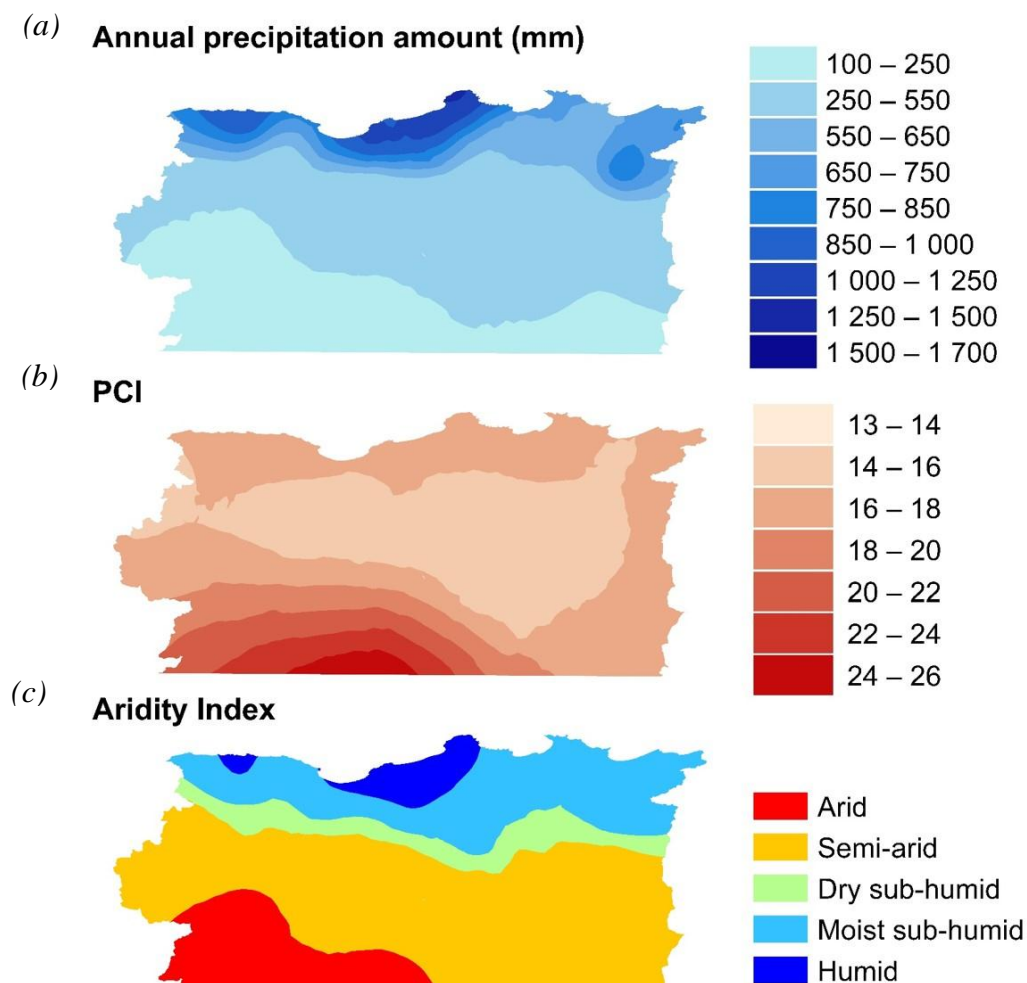 (a) Annual precipitation amount (mm)
100 – 250
250 – 550
550 – 650
650 – 750
750 – 850
850 – 1 000
1 000 – 1 250
1 250 – 1 500
1 500 – 1 700
(b) PCI
13 – 14
14 – 16
16 – 18
18 – 20
20 – 22
22 – 24
24 – 26
(c) Aridity Index
Arid
Semi-arid
Dry sub-humid
Moist sub-humid
Humid